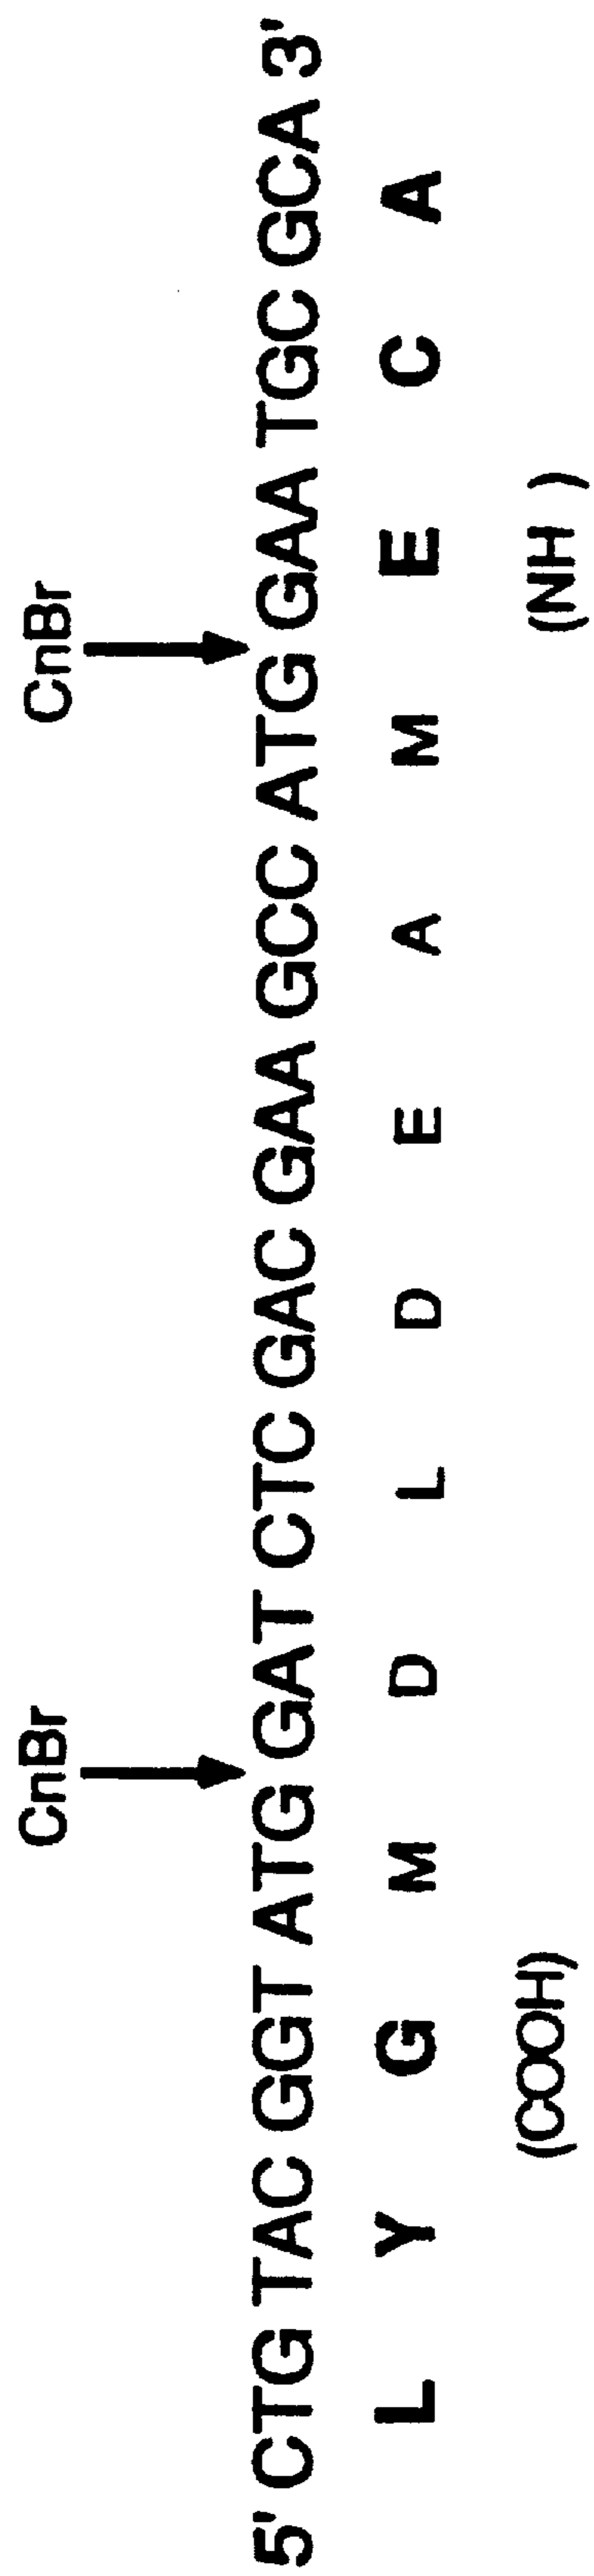 CnBr CnBr
5' CTG TAC GGT ATG GAT CTC GAC GAA GCC ATG GAA TGC GCA 3'
L Y G M D L D E A M E C A
(COOH) (NH )